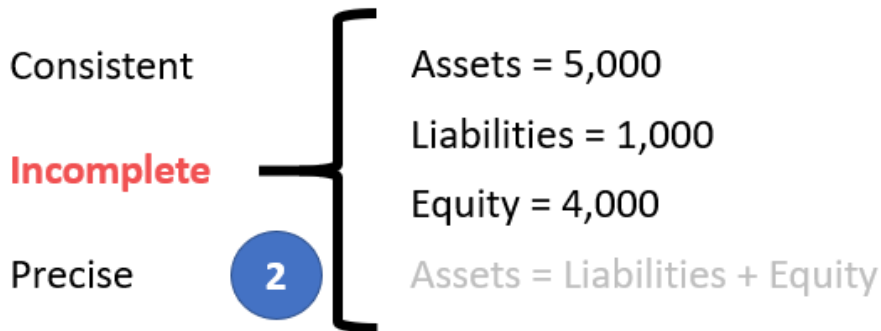 Consistent
Incomplete
Precise
2
Assets = 5,000
Liabilities = 1,000
Equity = 4,000
Assets = Liabilities + Equity